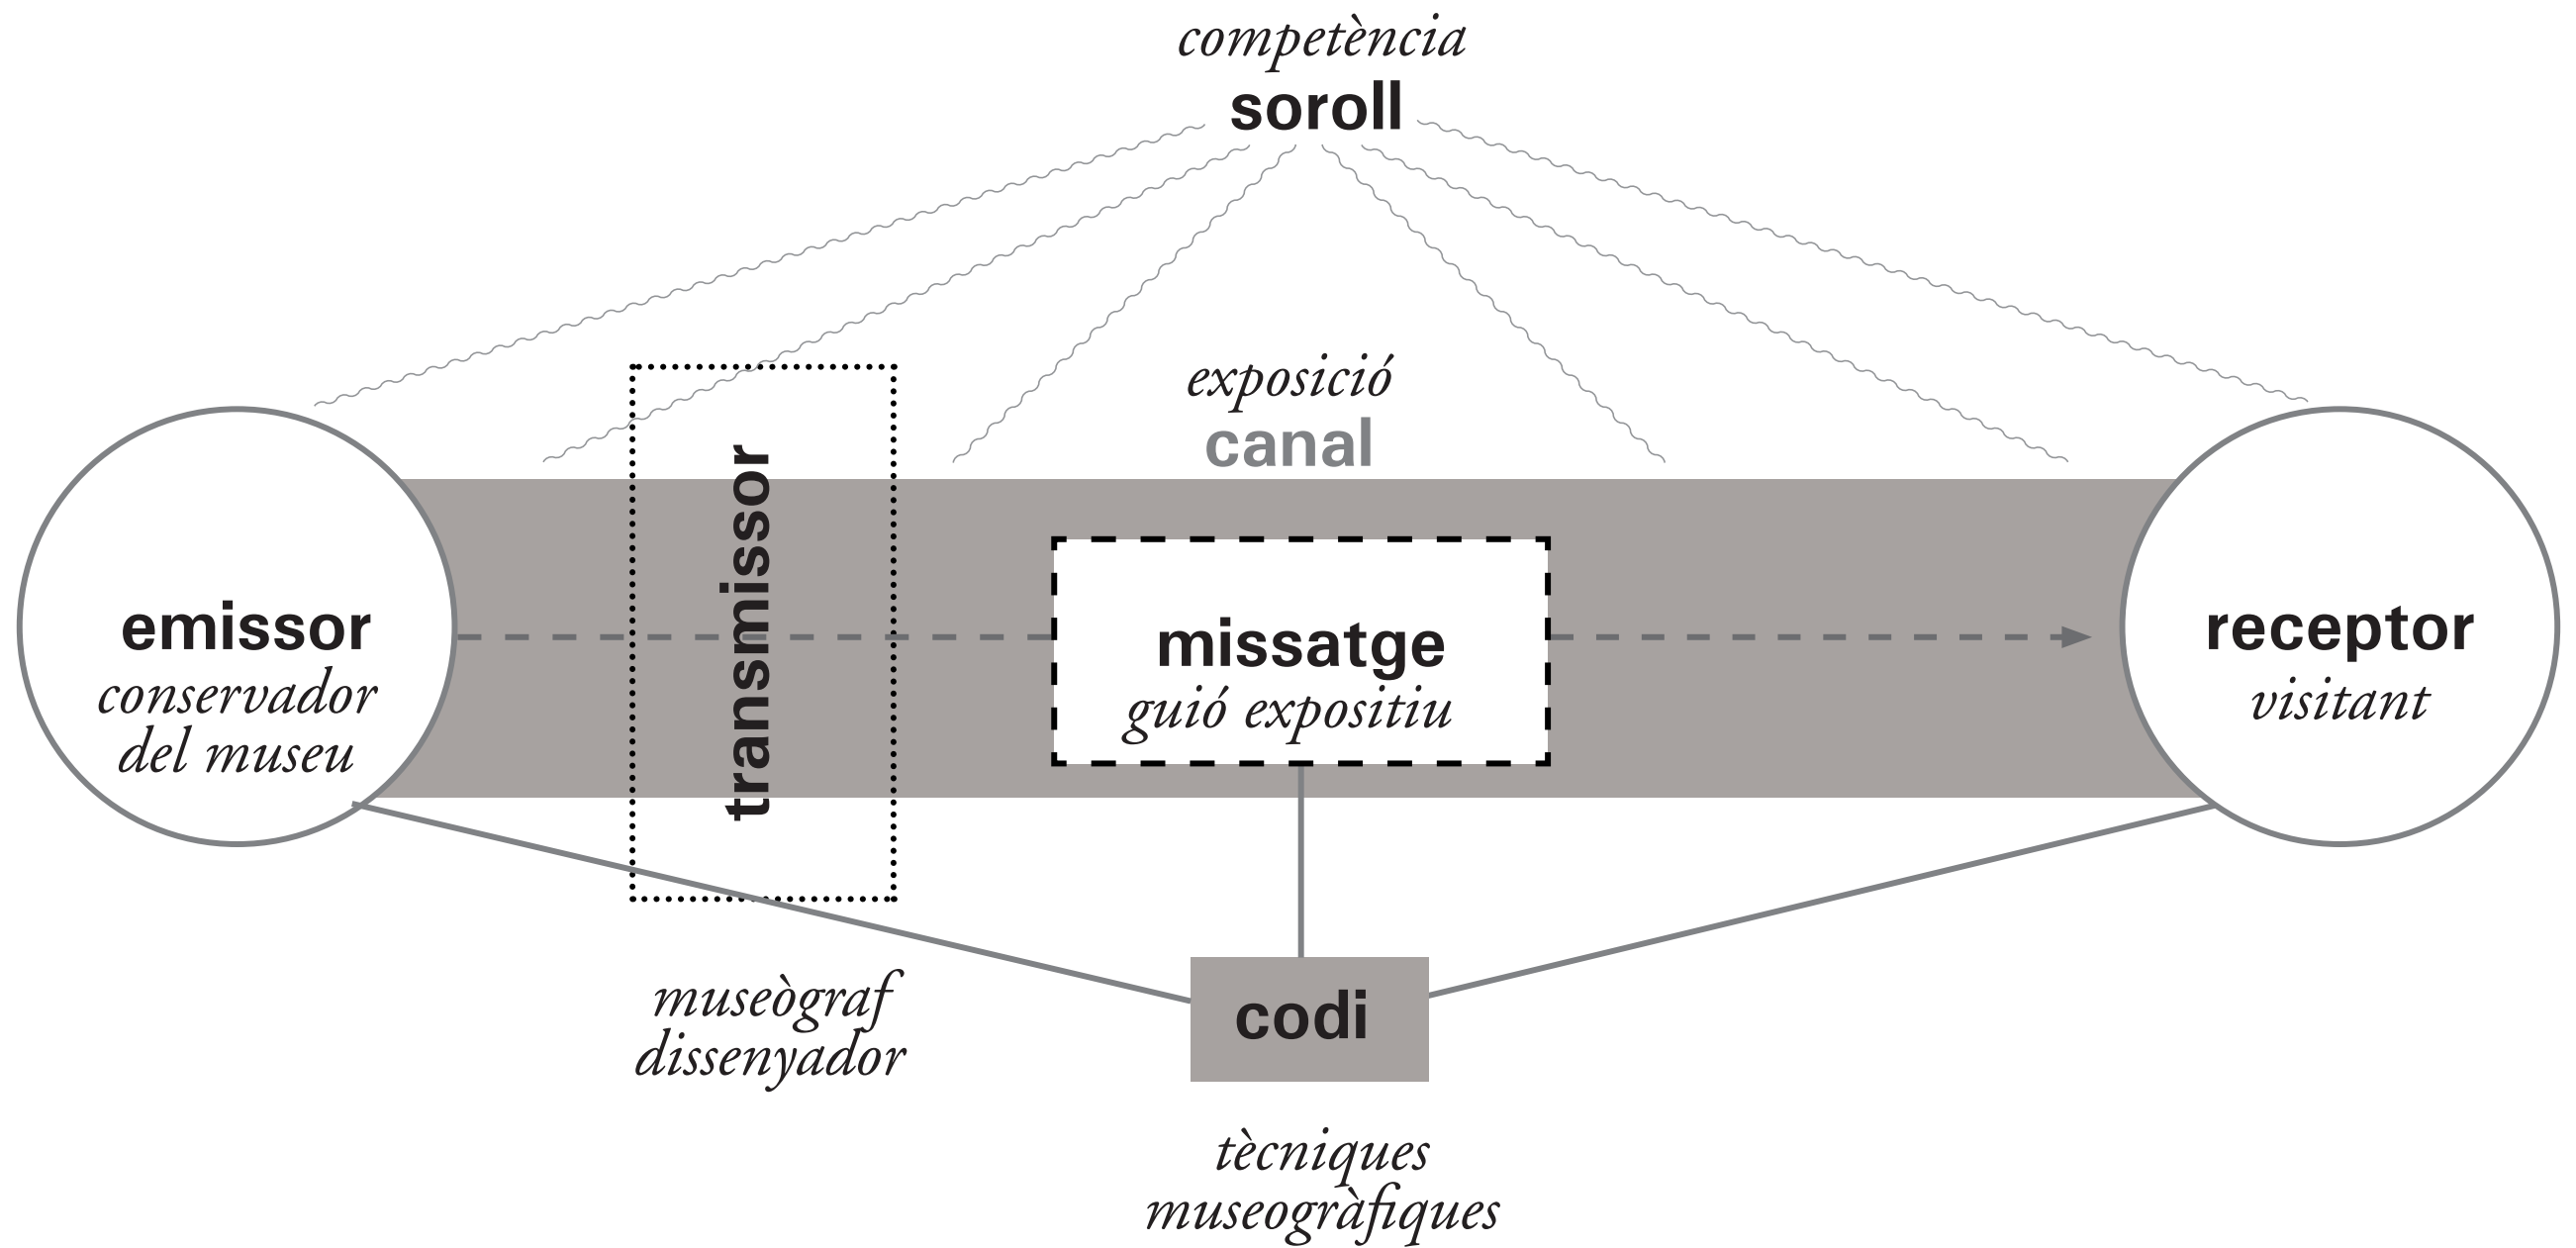 competència
soroll
exposició
canal
emissor
conservador
del museu
transmissor
missatge
guió expositiu
receptor
visitant
museògraf
dissenyador
codi
tècniques
museogràfiques